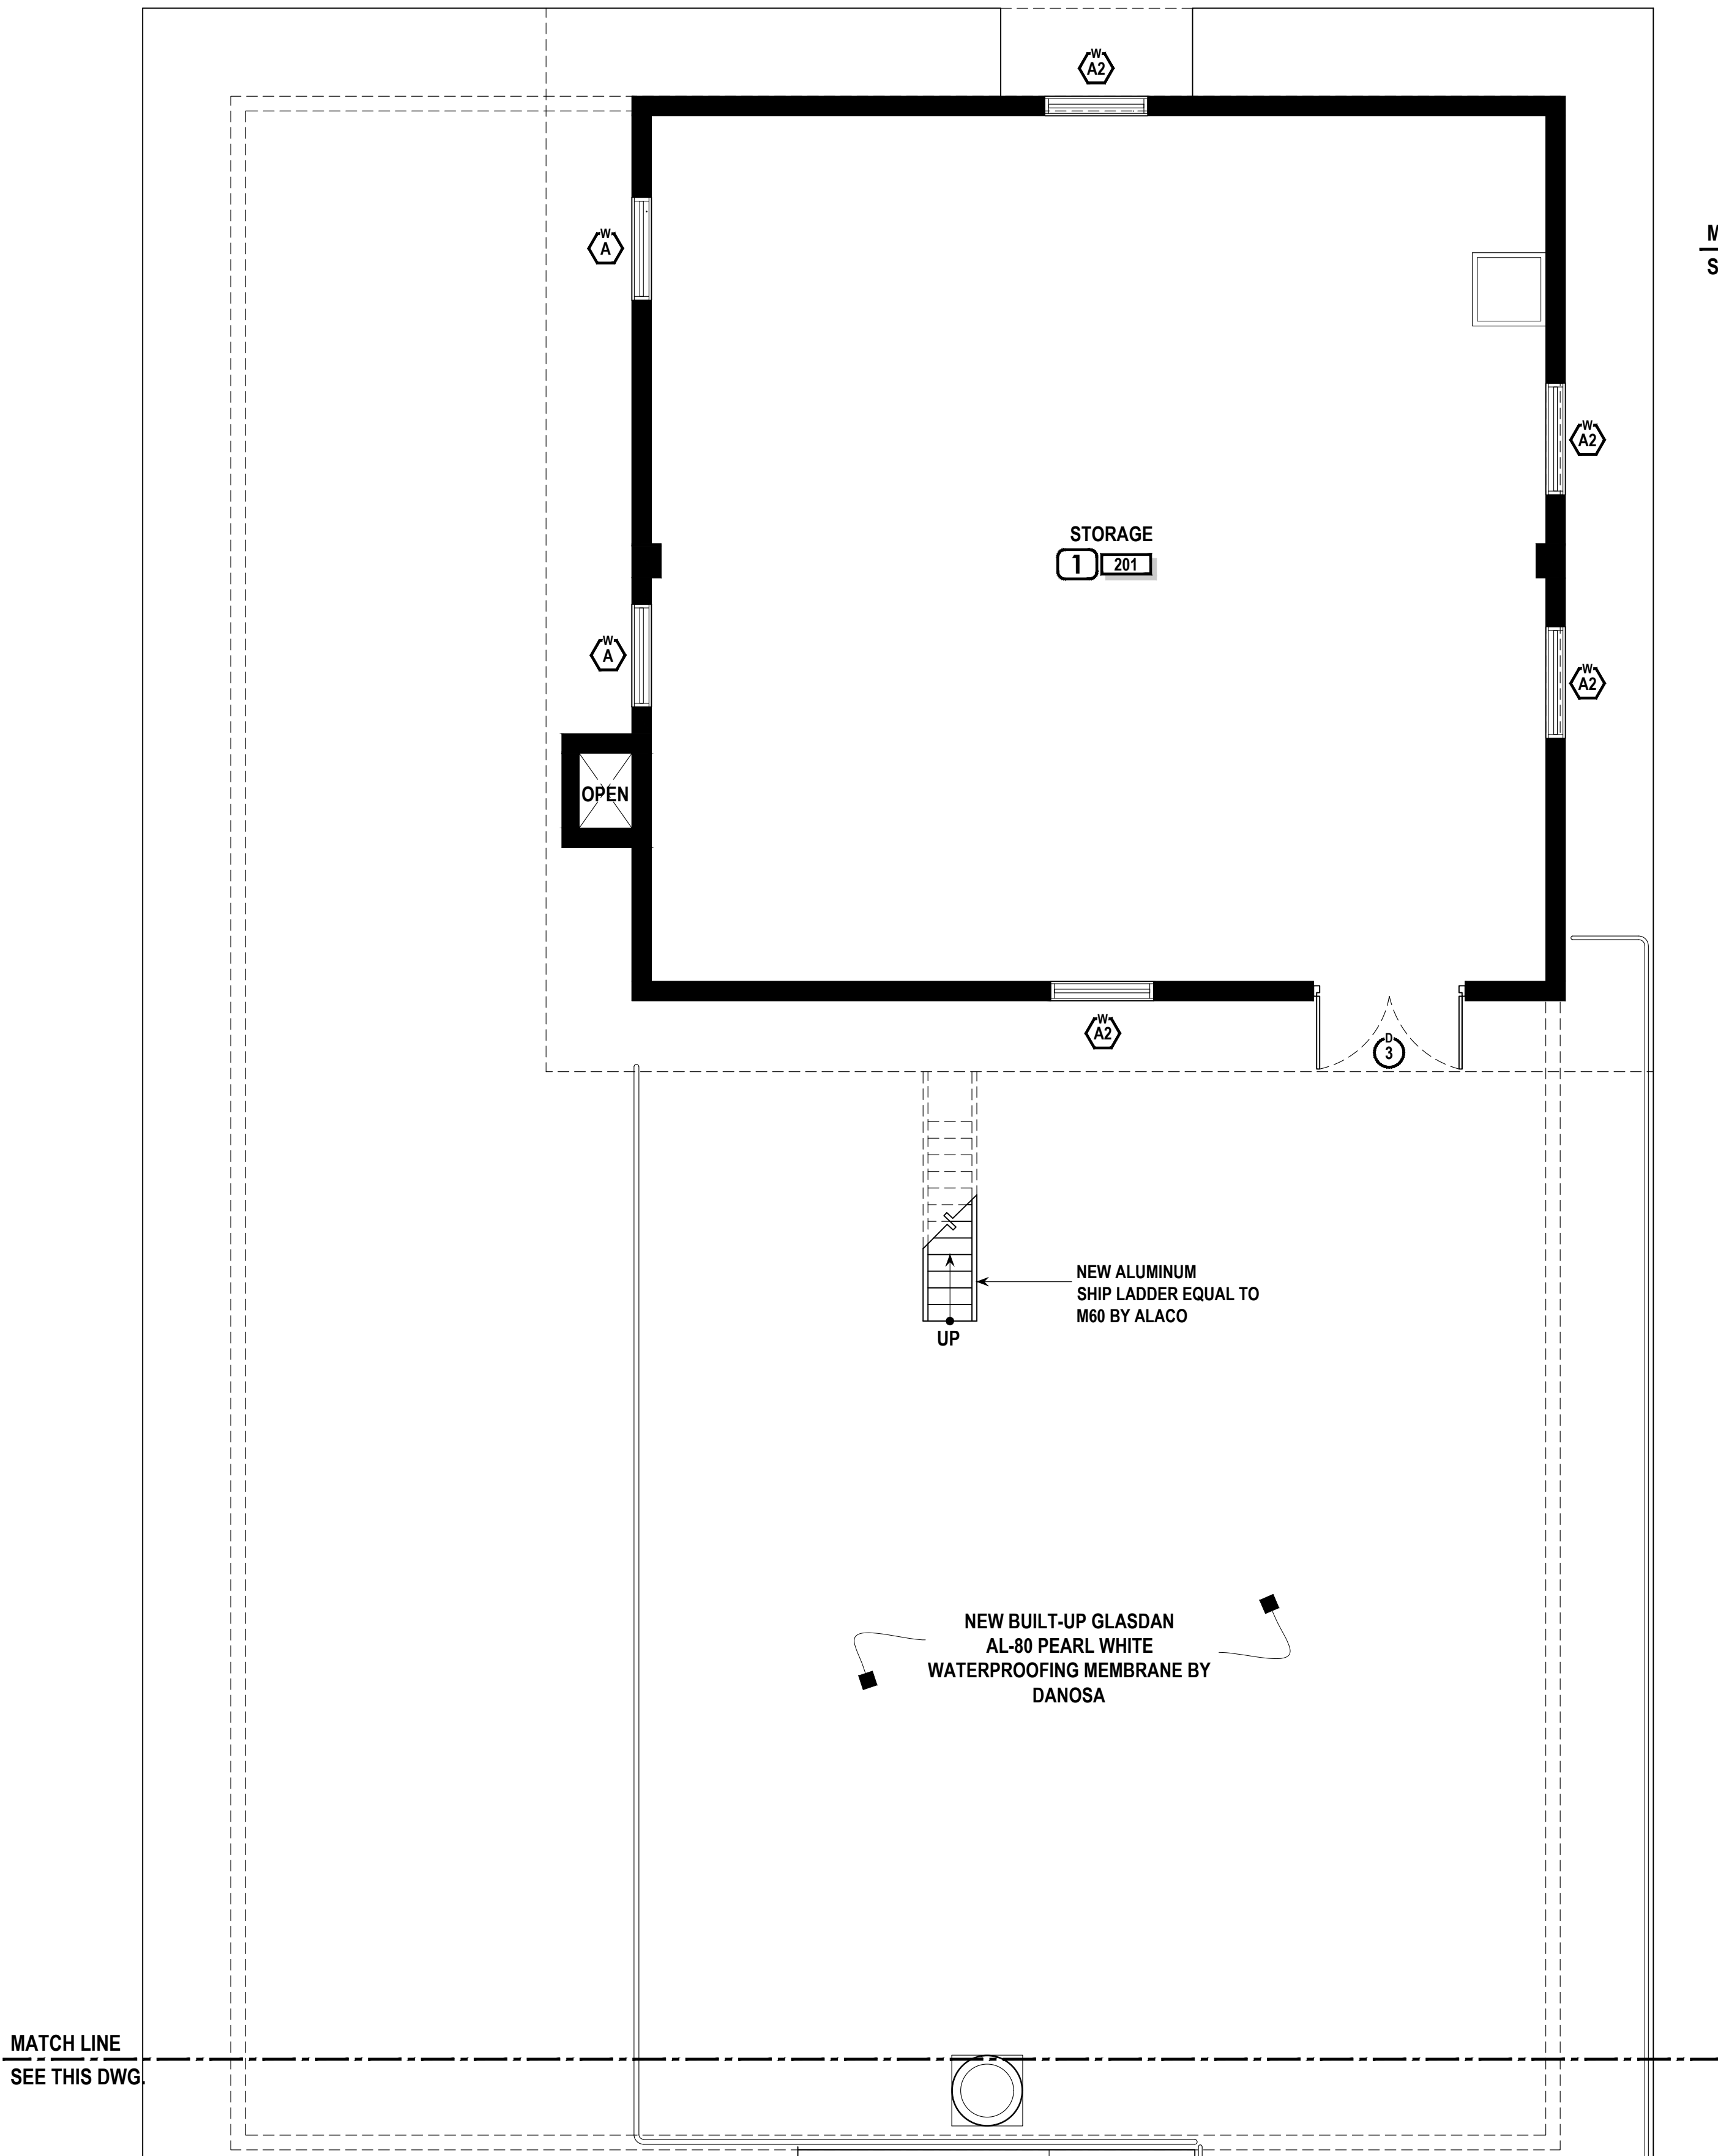 W
A2
W
A
M
S
W
A2
STORAGE
1 201
W
A
W
A2
OPEN
W
A2
D
3
NEW ALUMINUM
SHIP LADDER EQUAL TO
M60 BY ALACO
UP
NEW BUILT-UP GLASDAN
AL-80 PEARL WHITE
WATERPROOFING MEMBRANE BY
DANOSA
MATCH LINE
SEE THIS DWG.